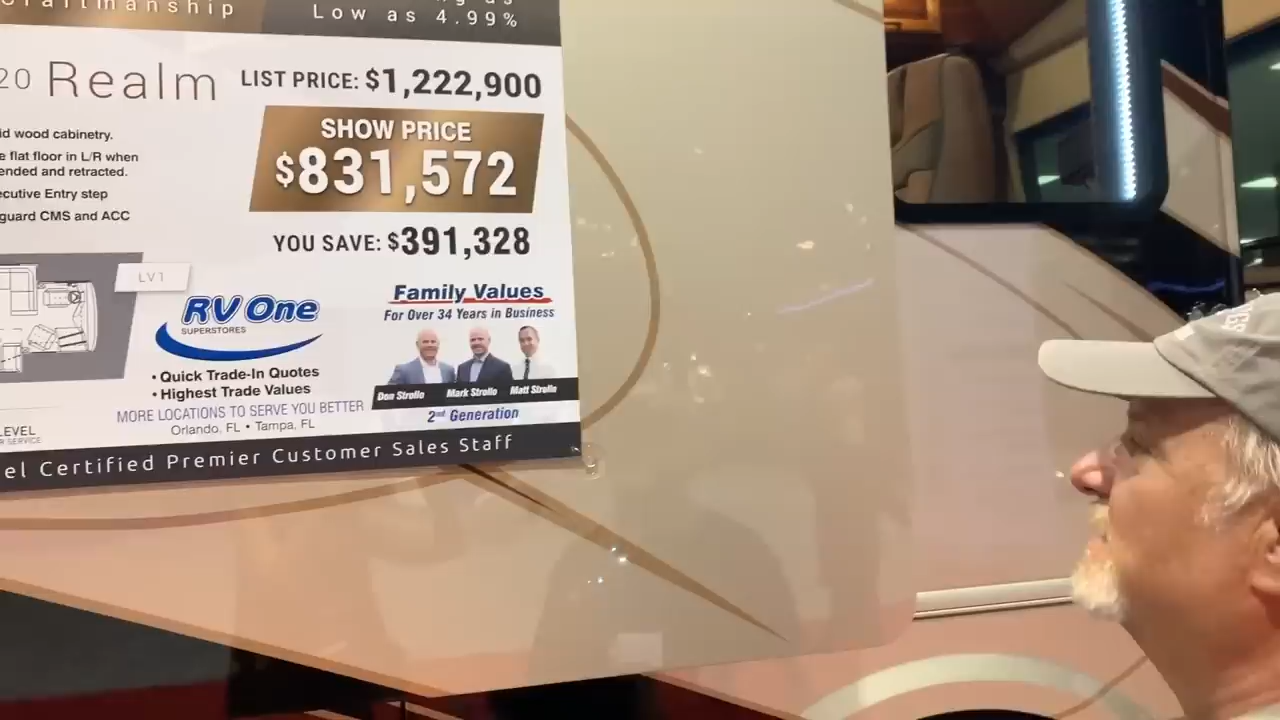 Low as 4.99%
20 Realm
LIST PRICE: $1,222,900
SHOW PRICE
$831,572
YOU SAVE: $391,328
id wood cabinetry.
e flat floor in L/R when
ended and retracted.
ecutive Entry step
guard CMS and ACC
LV1
RV One
SUPERSTORES
• Quick Trade-In Quotes
• Highest Trade Values
MORE LOCATIONS TO SERVE YOU BETTER
Orlando, FL • Tampa, FL
Family Values
For Over 34 Years in Business
Don Strollo Mark Strollo Matt Strollo
2nd Generation
LEVEL
R SERVICE
el Certified Premier Customer Sales Staff